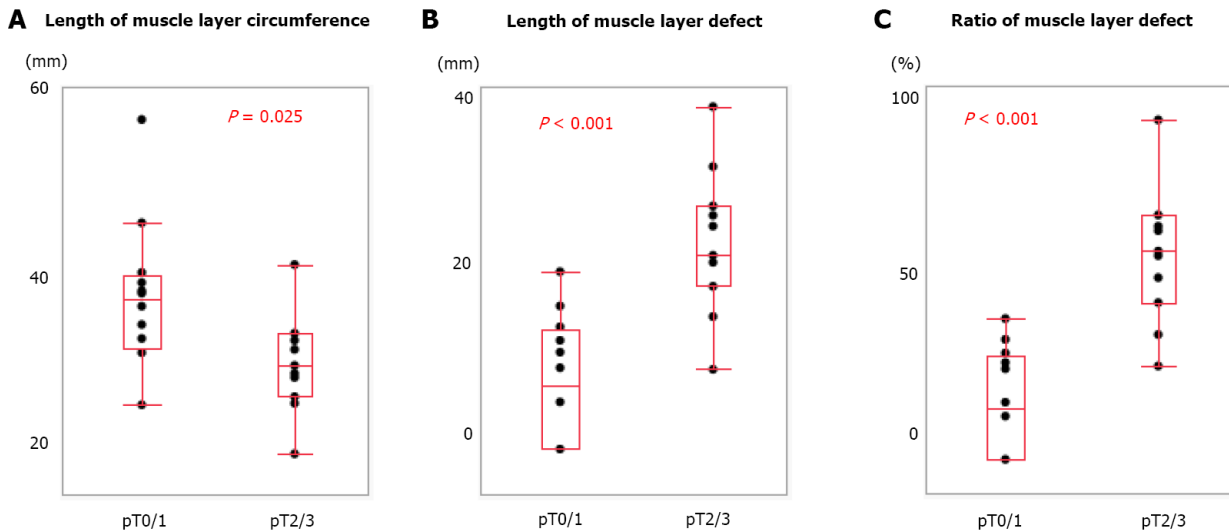 A Length of muscle layer circumference
(mm)
60
40
20
P = 0.025
pT0/1 pT2/3
B Length of muscle layer defect
(mm)
40
20
0
P < 0.001
pT0/1 pT2/3
C Ratio of muscle layer defect
(%)
100
50
0
P < 0.001
pT0/1 pT2/3